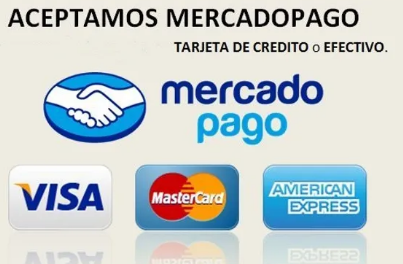 ACEPTAMOS MERCADOPAGO
TARJETA DE CREDITO o EFECTIVO.
mercado
pago
VISA
MasterCard
AMERICAN
EXPRESS